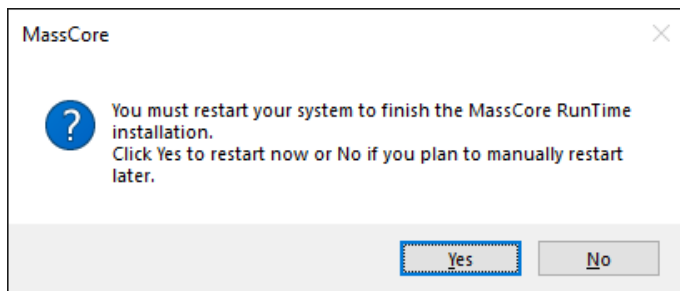 MassCore
You must restart your system to finish the MassCore RunTime
installation.
Click Yes to restart now or No if you plan to manually restart
later.
Yes
No